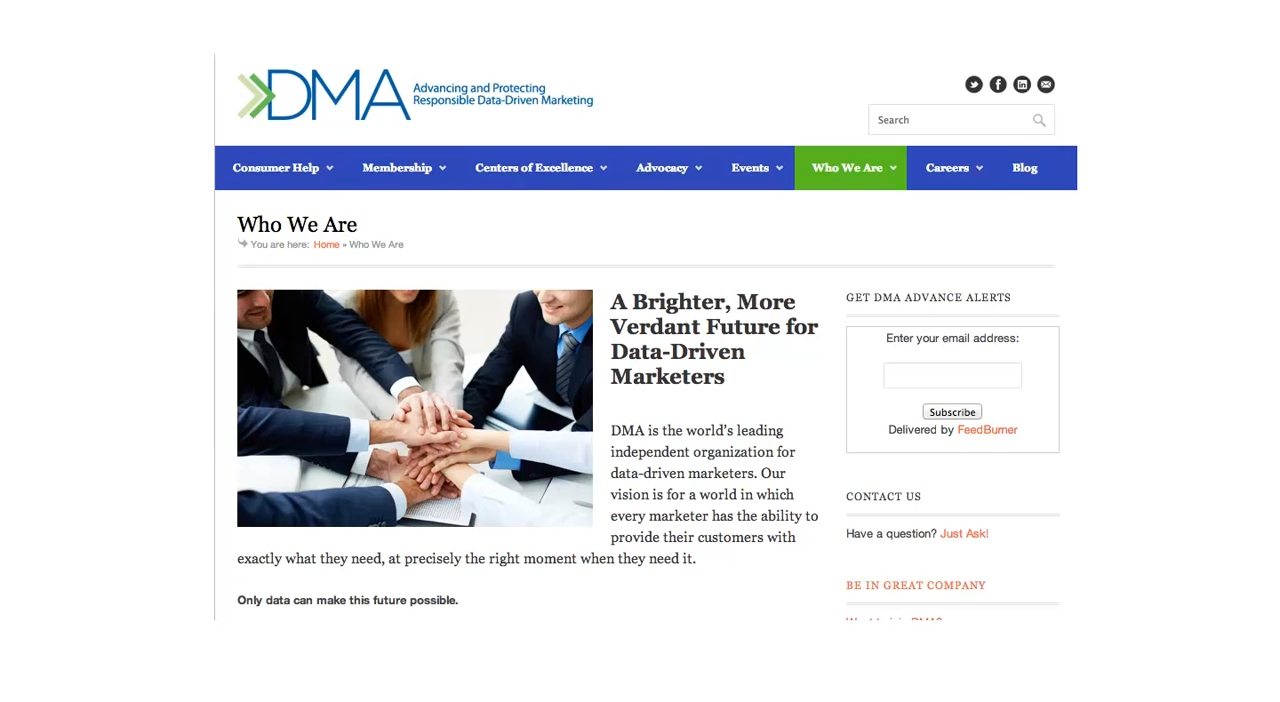 DMA
Advancing and Protecting
Responsible Data-Driven Marketing
Search
Consumer Help
Membership
Centers of Excellence
Advocacy
Events
Who We Are
Careers
Blog
Who We Are
You are here: Home » Who We Are
A Brighter, More
Verdant Future for
Data-Driven
Marketers
DMA is the world's leading
independent organization for
data-driven marketers. Our
vision is for a world in which
every marketer has the ability to
provide their customers with
exactly what they need, at precisely the right moment when they need it.
Only data can make this future possible.
GET DMA ADVANCE ALERTS
Enter your email address:
Subscribe
Delivered by FeedBurner
CONTACT US
Have a question? Just Ask!
BE IN GREAT COMPANY